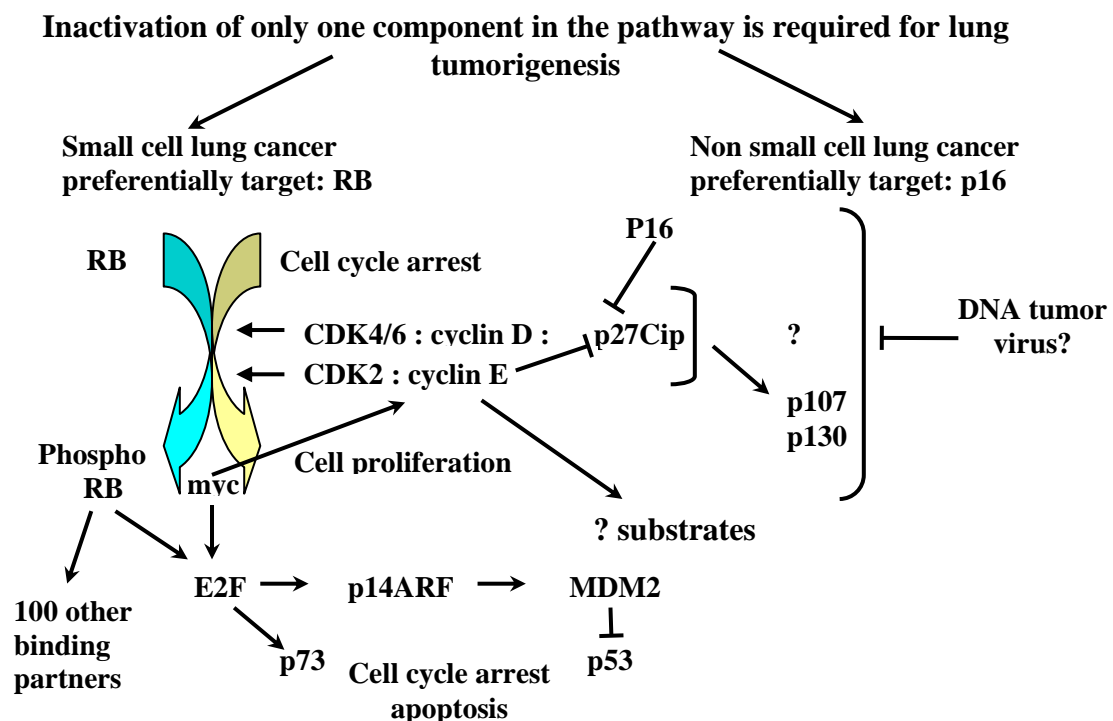 Inactivation of only one component in the pathway is required for lung
tumorigenesis
Small cell lung cancer
preferentially target: RB
Non small cell lung cancer
preferentially target: p16
P16
RB
Cell cycle arrest
CDK4/6 : cyclin D :
p27Cip
?
DNA tumor
virus?
CDK2 : cyclin E
p107
p130
Phospho
RB
Cell proliferation
myc
? substrates
E2F
p14ARF
MDM2
100 other
binding
partners
p73
Cell cycle arrest
apoptosis
p53